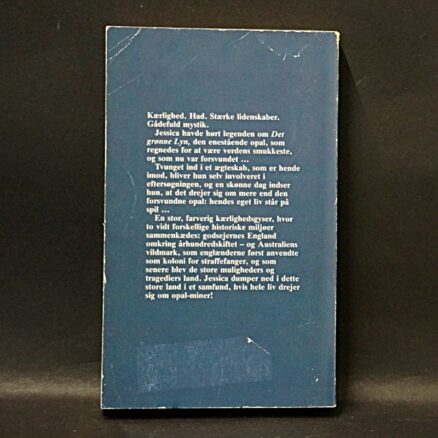 Kærlighed. Had. Stærke lidenskaber.
Gådefuld mystik.
Jessica havde hørt legenden om Det
grønne Lyn, den enestående opal, som
regnedes for at være verdens smukkeste,
og som nu var forsvundet ...
Tvunget ind i et ægteskab, som er hende
imod, bliver hun selv involveret i
eftersøgningen, og en skønne dag indser
hun, at det drejer sig om mere end den
forsvundne opal: hendes eget liv står på
spil ...
En stor, farverig kærlighedsgyser, hvor
to vidt forskellige historiske miljøer
sammenkædes: godsejernes England
omkring århundredskiftet – og Australiens
vildmark, som englænderne først anvendte
som koloni for straffefanger, og som
senere blev de store muligheders og
tragediers land. Jessica dumper ned i dette
store land i et samfund, hvis hele liv drejer
sig om opal-miner!